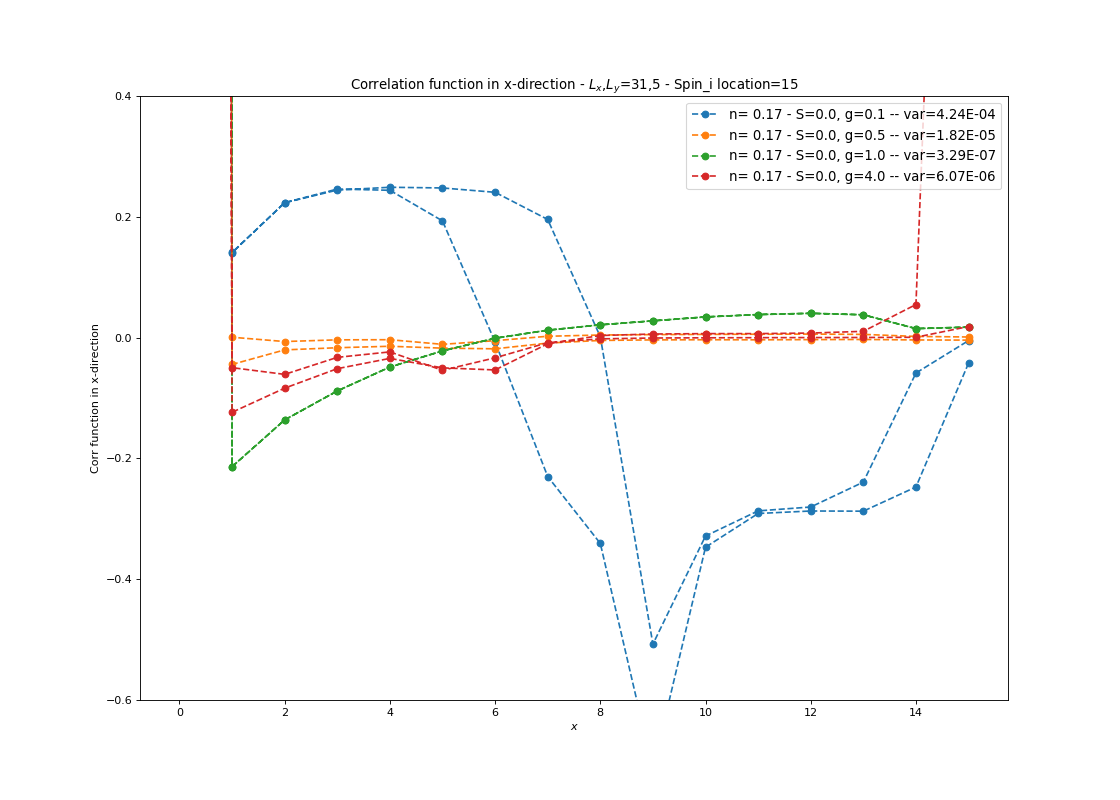 Correlation function in x-direction - Lx,Ly=31,5 - Spin_i location=15
n= 0.17 - S=0.0, g=0.1 -- var=4.24E-04
n= 0.17 - S=0.0, g=0.5 -- var=1.82E-05
n= 0.17 - S=0.0, g=1.0 -- var=3.29E-07
n= 0.17 - S=0.0, g=4.0 -- var=6.07E-06
Corr function in x-direction
0.4
0.2
0.0
−0.2
−0.4
−0.6
0 2 4 6 8 10 12 14
x